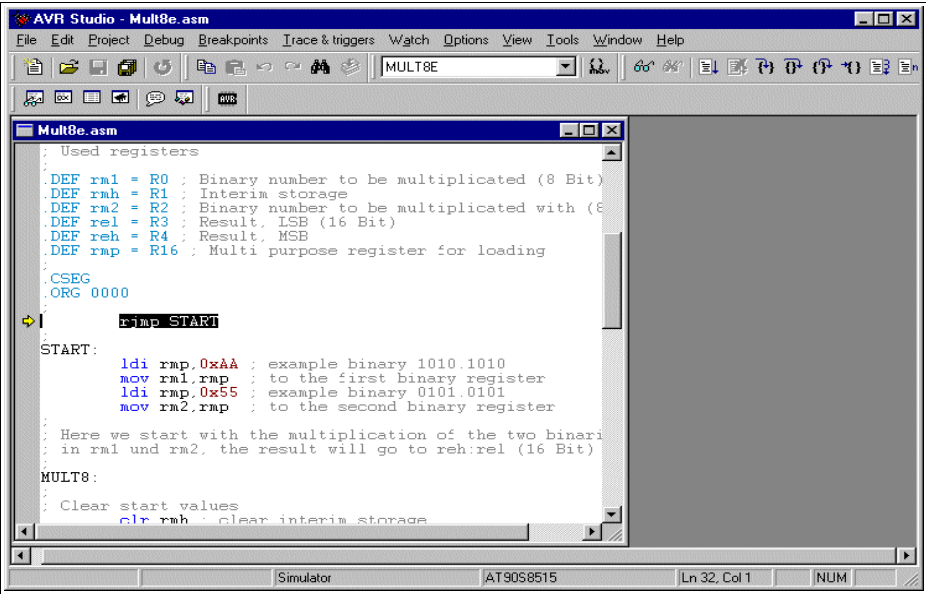 AVR Studio - Mult8e.asm
File Edit Project Debug Breakpoints Trace & triggers Watch Options View Tools Window Help
MULT8E
AVR
Mult8e.asm
; Used registers
;
.DEF rm1 = R0 ; Binary number to be multiplicated (8 Bit)
.DEF rmh = R1 ; Interim storage
.DEF rm2 = R2 ; Binary number to be multiplicated with (8
.DEF rel = R3 ; Result, LSB (16 Bit)
.DEF reh = R4 ; Result, MSB
.DEF rmp = R16 ; Multi purpose register for loading
;
.CSEG
.ORG 0000
;
rjmp START
;
START:
ldi rmp,0xAA ; example binary 1010.1010
mov rm1,rmp ; to the first binary register
ldi rmp,0x55 ; example binary 0101.0101
mov rm2,rmp ; to the second binary register
;
; Here we start with the multiplication of the two binari
; in rm1 und rm2, the result will go to reh:rel (16 Bit)
;
MULT8:
;
; Clear start values
clr rmh ; clear interim storage
Simulator AT90S8515 Ln 32, Col 1 NUM